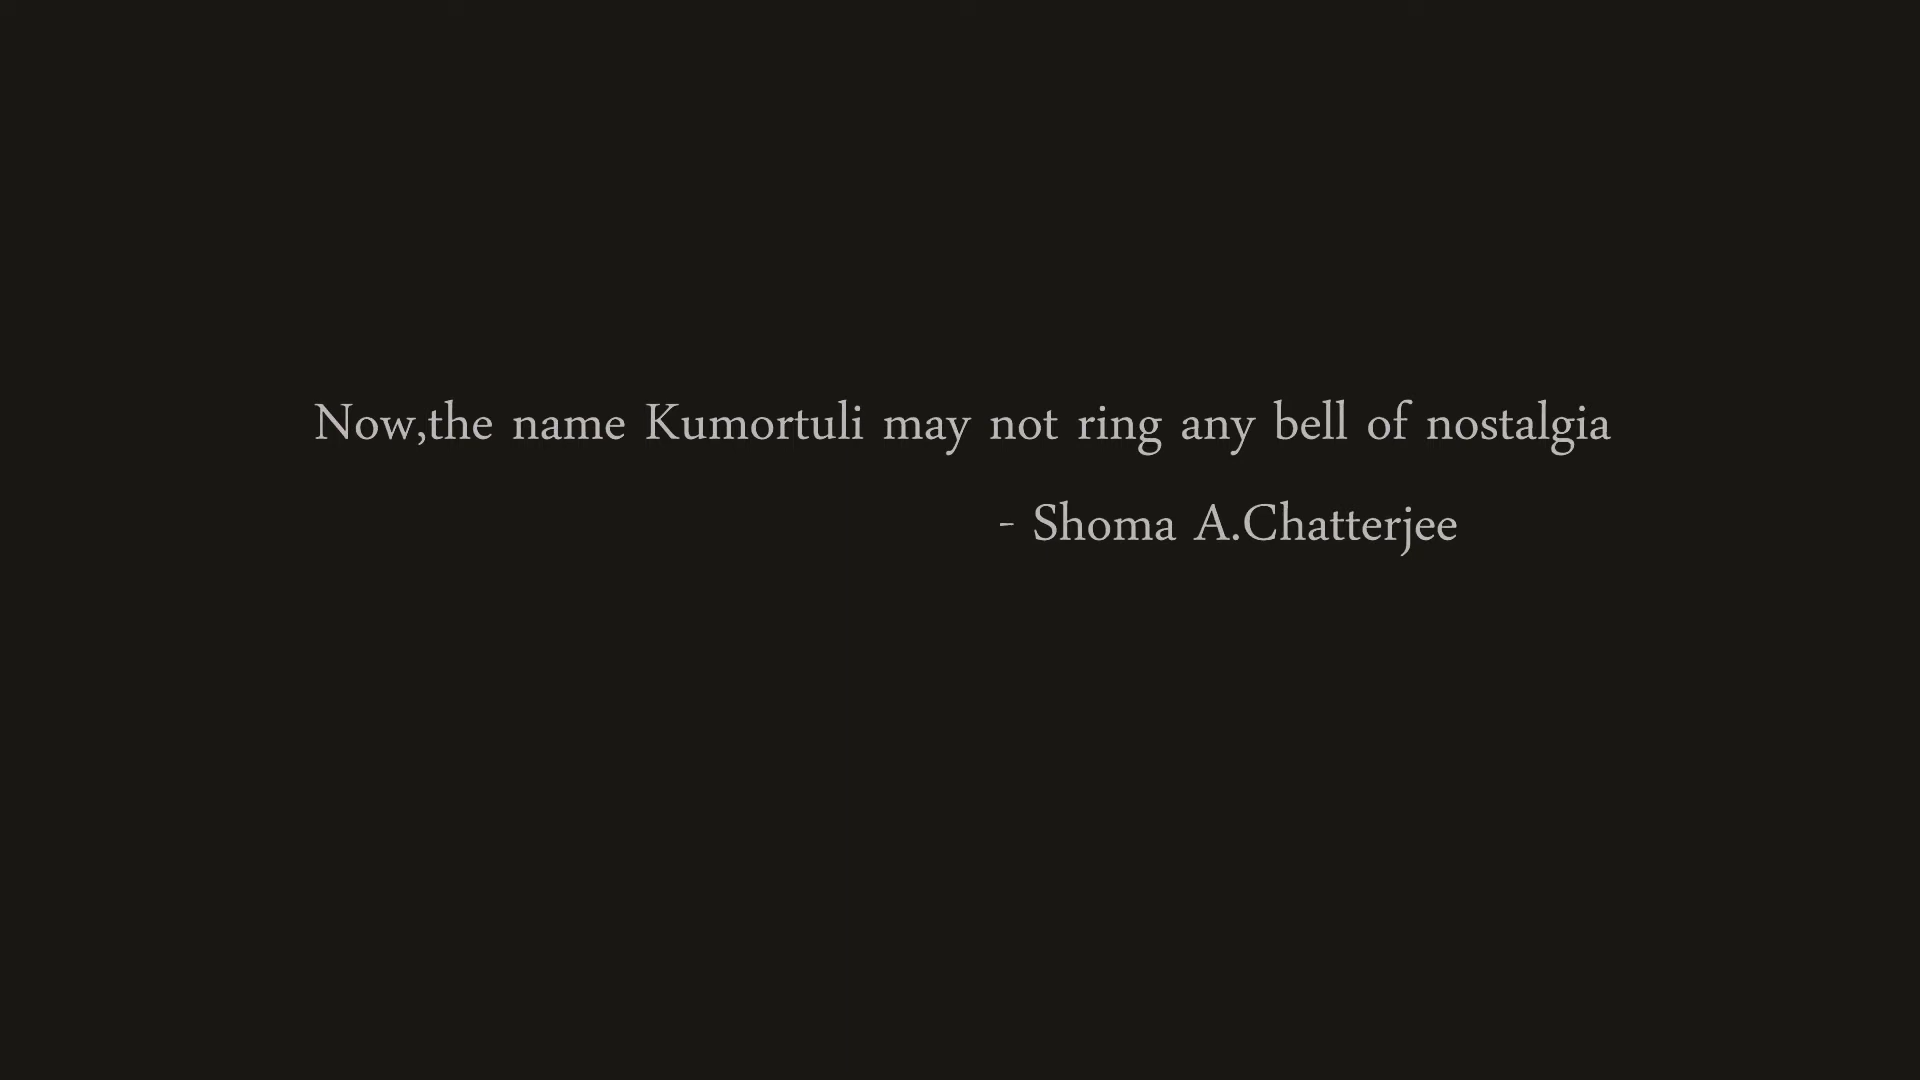 Now,the name Kumortuli may not ring any bell of nostalgia
- Shoma A.Chatterjee